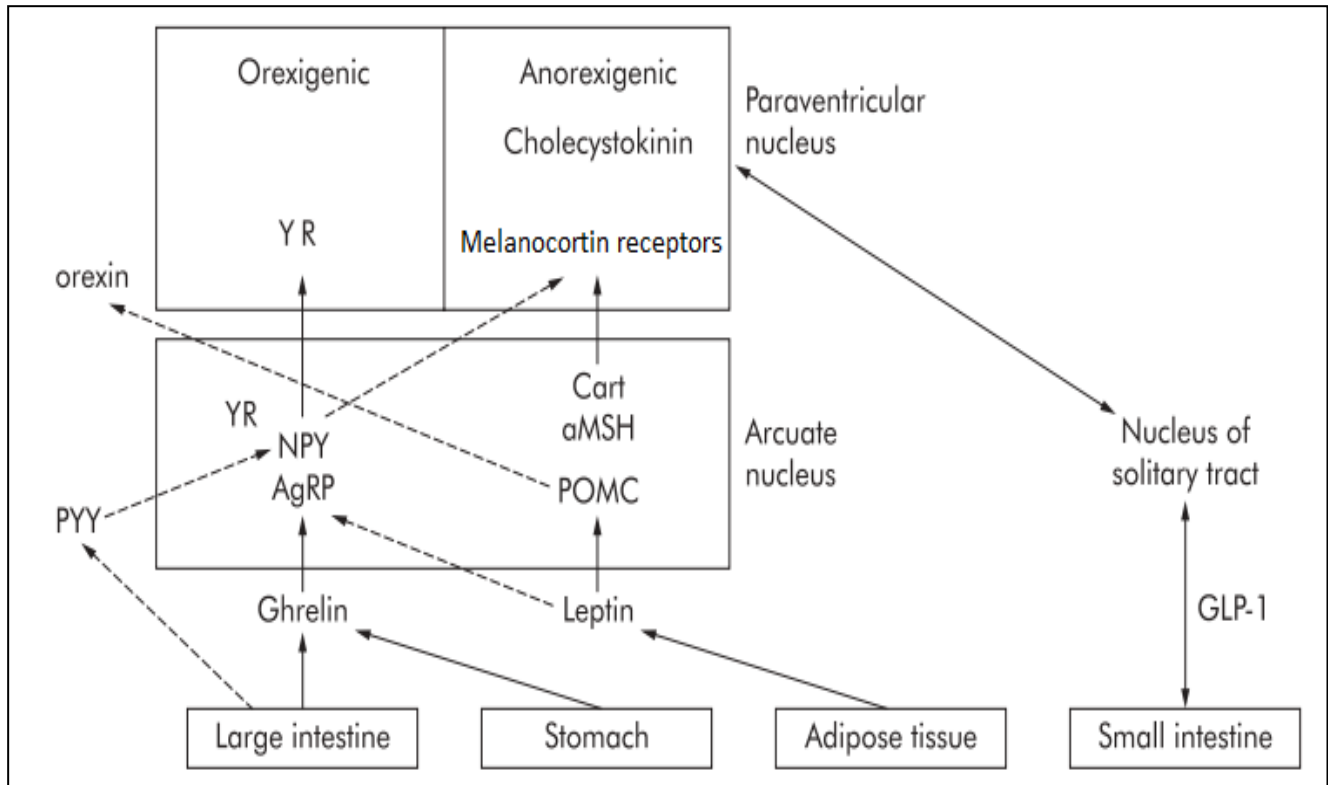 Orexigenic
Anorexigenic
Cholecystokinin
Paraventricular
nucleus
Y R
Melanocortin receptors
orexin
YR
NPY
AgRP
Cart
aMSH
POMC
Arcuate
nucleus
Nucleus of
solitary tract
PYY
Ghrelin
Leptin
GLP-1
Large intestine
Stomach
Adipose tissue
Small intestine